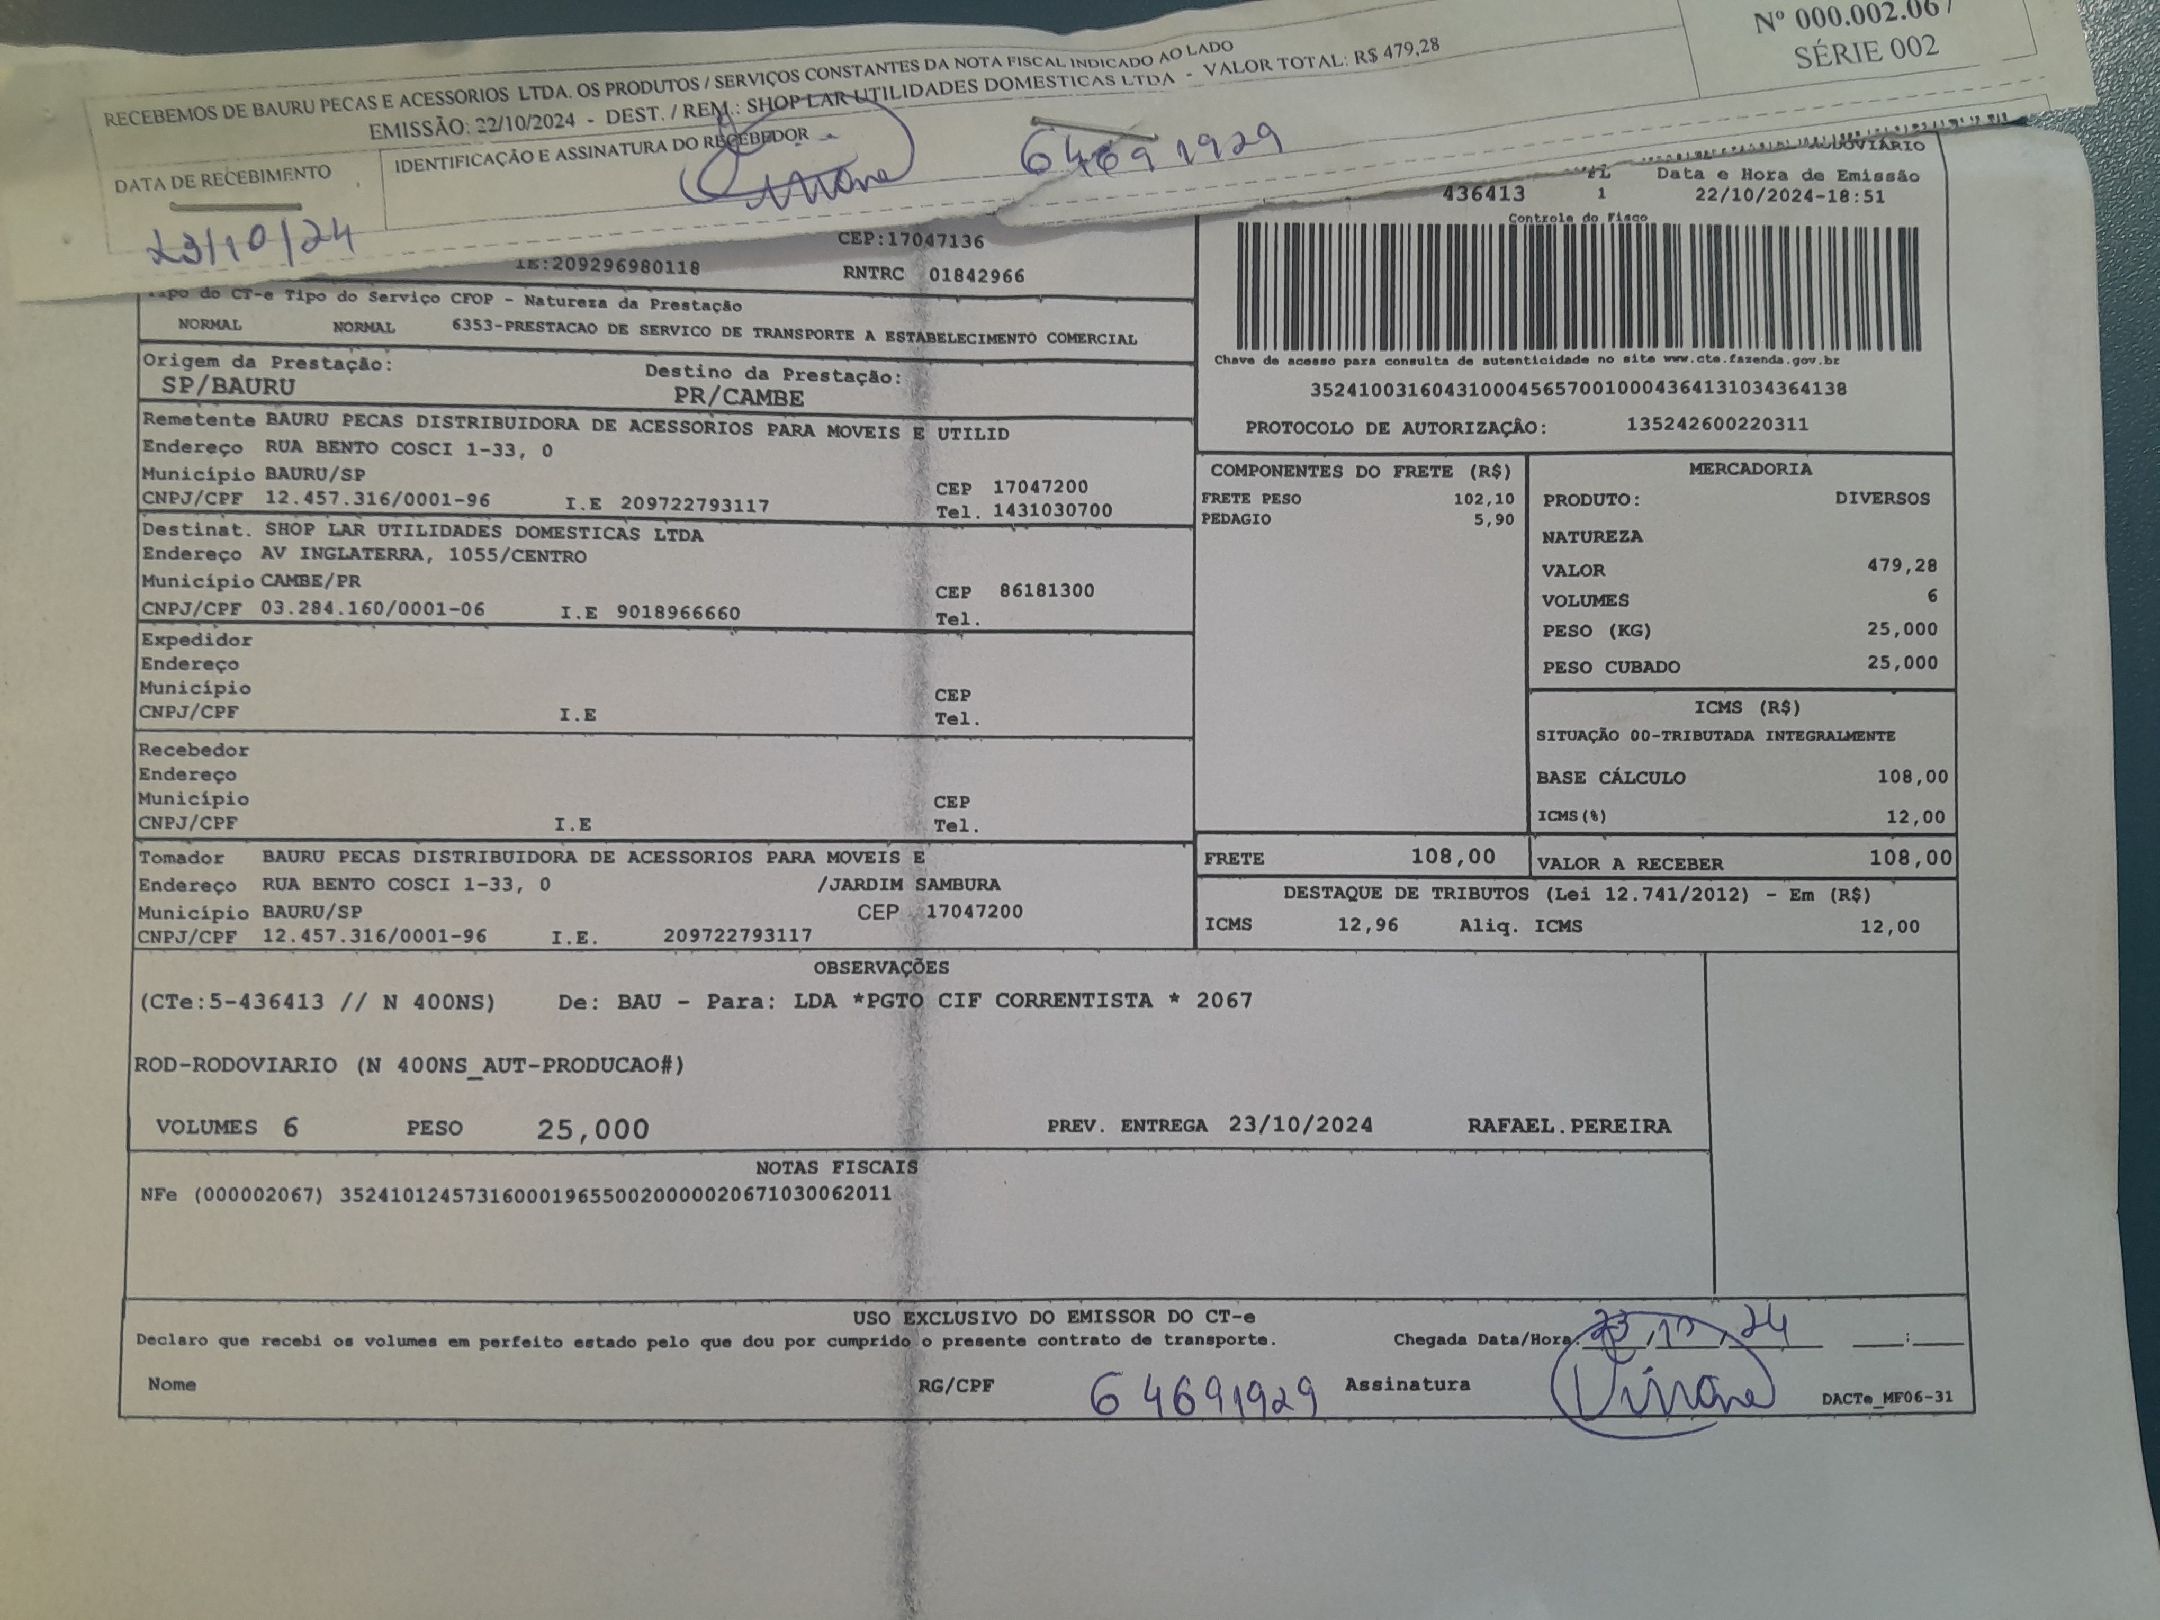 Nº 000.002.067
SÉRIE 002
RECEBEMOS DE BAURU PECAS E ACESSORIOS LTDA. OS PRODUTOS / SERVIÇOS CONSTANTES DA NOTA FISCAL INDICADO AO LADO
EMISSÃO: 22/10/2024 - DEST. / REM.: SHOP LAR UTILIDADES DOMESTICAS LTDA - VALOR TOTAL: R$ 479,28
DATA DE RECEBIMENTO
IDENTIFICAÇÃO E ASSINATURA DO RECEBEDOR
64691929
23/10/24
Data e Hora de Emissão
436413 1 22/10/2024-18:51
Controle do Fisco
CEP:17047136
IE:209296980118 RNTRC 01842966
Tipo do CT-e Tipo do Serviço CFOP - Natureza da Prestação
NORMAL NORMAL 6353-PRESTACAO DE SERVICO DE TRANSPORTE A ESTABELECIMENTO COMERCIAL
Chave de acesso para consulta de autenticidade no site www.cte.fazenda.gov.br
35241003160431000456570010004364131034364138
PROTOCOLO DE AUTORIZAÇÃO: 135242600220311
Origem da Prestação: Destino da Prestação:
SP/BAURU PR/CAMBE
Remetente BAURU PECAS DISTRIBUIDORA DE ACESSORIOS PARA MOVEIS E UTILID
Endereço RUA BENTO COSCI 1-33, 0
Município BAURU/SP CEP 17047200
CNPJ/CPF 12.457.316/0001-96 I.E 209722793117 Tel. 1431030700
Destinat. SHOP LAR UTILIDADES DOMESTICAS LTDA
Endereço AV INGLATERRA, 1055/CENTRO
Município CAMBE/PR CEP 86181300
CNPJ/CPF 03.284.160/0001-06 I.E 9018966660 Tel.
Expedidor
Endereço
Município CEP
CNPJ/CPF I.E Tel.
Recebedor
Endereço
Município CEP
CNPJ/CPF I.E Tel.
Tomador BAURU PECAS DISTRIBUIDORA DE ACESSORIOS PARA MOVEIS E
Endereço RUA BENTO COSCI 1-33, 0 /JARDIM SAMBURA
Município BAURU/SP CEP 17047200
CNPJ/CPF 12.457.316/0001-96 I.E. 209722793117
COMPONENTES DO FRETE (R$)
FRETE PESO 102,10
PEDAGIO 5,90
MERCADORIA
PRODUTO: DIVERSOS
NATUREZA
VALOR 479,28
VOLUMES 6
PESO (KG) 25,000
PESO CUBADO 25,000
ICMS (R$)
SITUAÇÃO 00-TRIBUTADA INTEGRALMENTE
BASE CÁLCULO 108,00
ICMS(%) 12,00
FRETE 108,00 VALOR A RECEBER 108,00
DESTAQUE DE TRIBUTOS (Lei 12.741/2012) - Em (R$)
ICMS 12,96 Aliq. ICMS 12,00
OBSERVAÇÕES
(CTe:5-436413 // N 400NS) De: BAU - Para: LDA *PGTO CIF CORRENTISTA * 2067
ROD-RODOVIARIO (N 400NS_AUT-PRODUCAO#)
VOLUMES 6 PESO 25,000 PREV. ENTREGA 23/10/2024 RAFAEL.PEREIRA
NOTAS FISCAIS
NFe (000002067) 35241012457316000196550020000020671030062011
USO EXCLUSIVO DO EMISSOR DO CT-e
Declaro que recebi os volumes em perfeito estado pelo que dou por cumprido o presente contrato de transporte. Chegada Data/Hora: 23/10/24 :
Nome RG/CPF 64691929 Assinatura DACTe_MF06-31